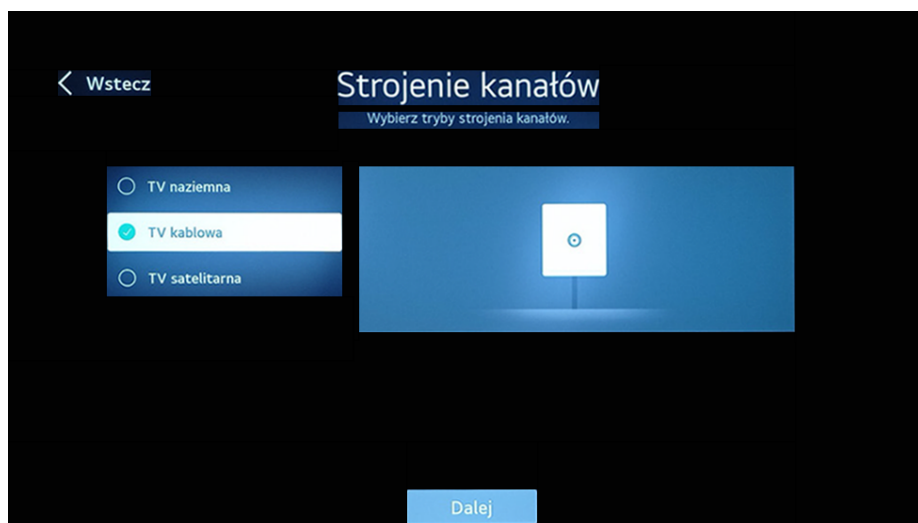 Wstecz
Strojenie kanałów
Wybierz tryby strojenia kanałów.
TV naziemna
TV kablowa
TV satelitarna
Dalej